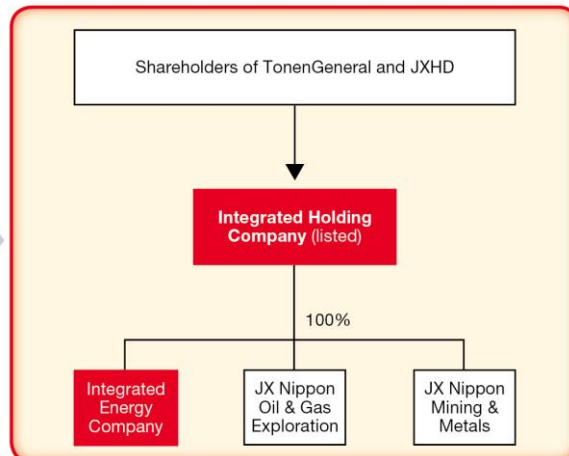 Shareholders of TonenGeneral and JXHD
Integrated Holding
Company (listed)
100%
Integrated
Energy
Company
JX Nippon
Oil & Gas
Exploration
JX Nippon
Mining &
Metals